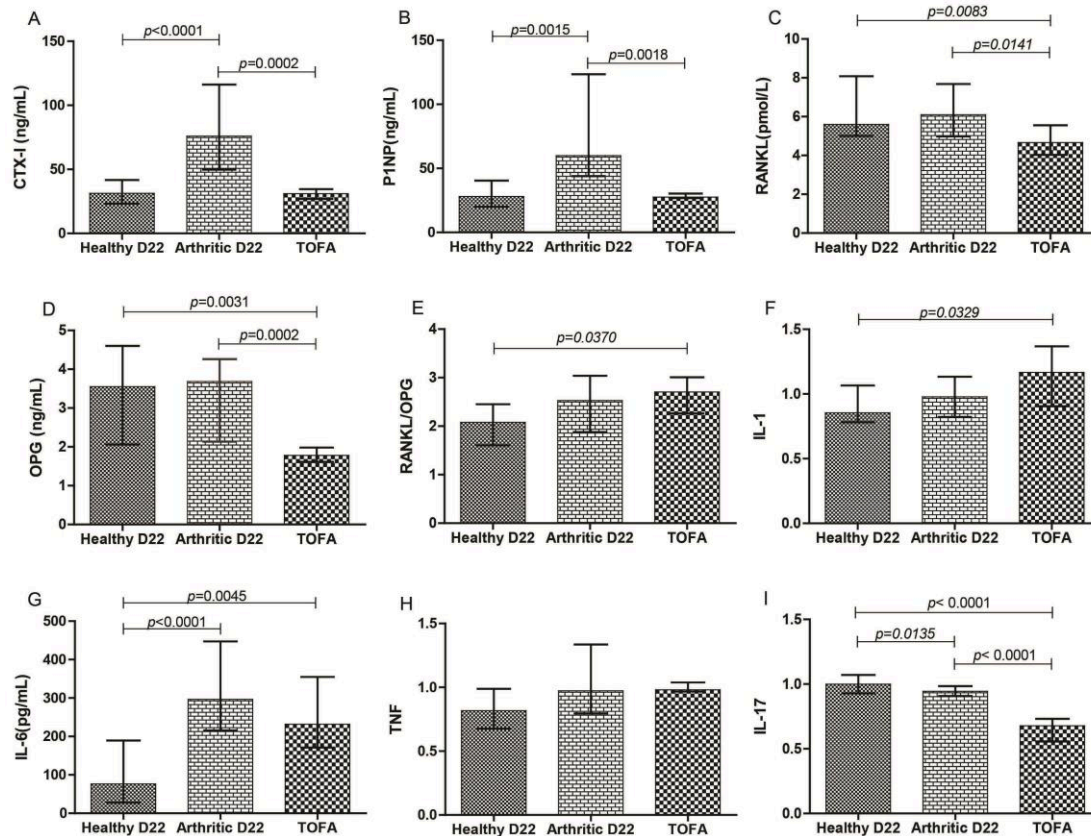 A
p<0.0001
p=0.0002
CTX-I (ng/mL)
150
100
50
0
Healthy D22 Arthritic D22 TOFA
B
p=0.0015
p=0.0018
P1NP(ng/mL)
150
100
50
0
Healthy D22 Arthritic D22 TOFA
C
p=0.0083
p=0.0141
RANKL(pmol/L)
10
8
6
4
2
0
Healthy D22 Arthritic D22 TOFA
D
p=0.0031
p=0.0002
OPG (ng/mL)
5
4
3
2
1
0
Healthy D22 Arthritic D22 TOFA
E
p=0.0370
RANKL/OPG
4
3
2
1
0
Healthy D22 Arthritic D22 TOFA
F
p=0.0329
IL-1
1.5
1.0
0.5
0.0
Healthy D22 Arthritic D22 TOFA
G
p=0.0045
p<0.0001
IL-6(pg/mL)
500
400
300
200
100
0
Healthy D22 Arthritic D22 TOFA
H
TNF
1.5
1.0
0.5
0.0
Healthy D22 Arthritic D22 TOFA
I
p< 0.0001
p=0.0135
p< 0.0001
IL-17
1.5
1.0
0.5
0.0
Healthy D22 Arthritic D22 TOFA